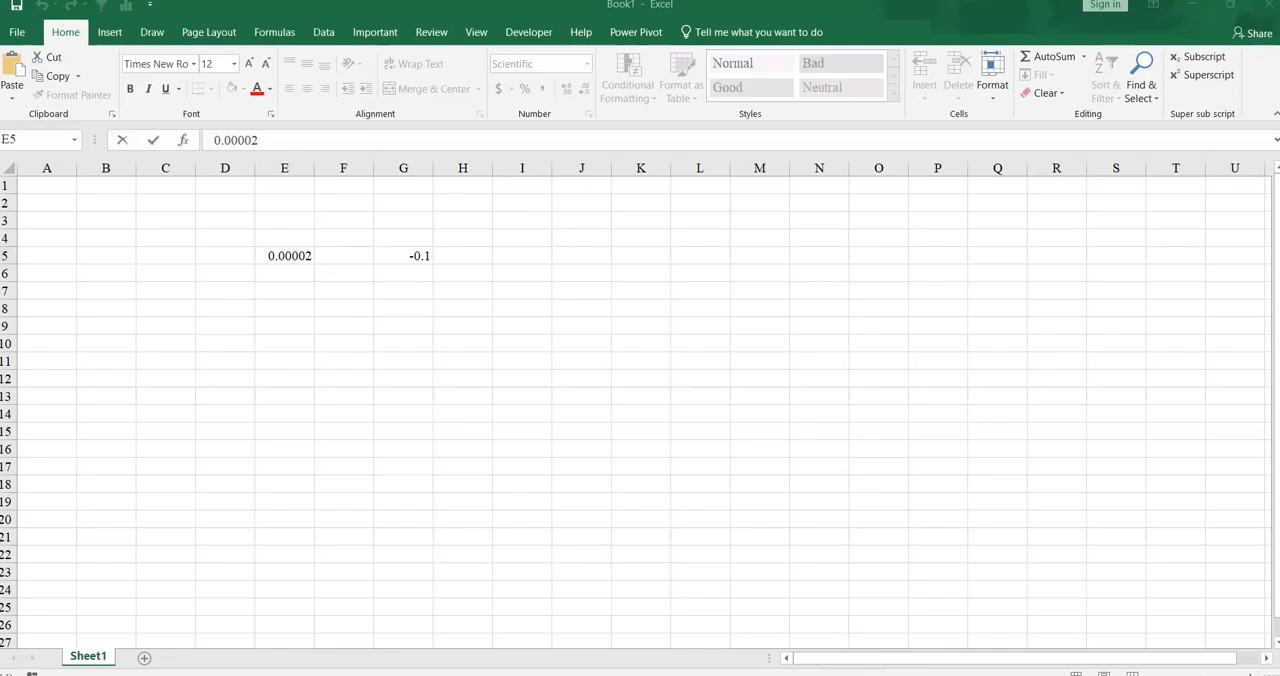 Book1 - Excel
Sign in
File Home Insert Draw Page Layout Formulas Data Important Review View Developer Help Power Pivot Tell me what you want to do Share
Paste
Cut
Copy
Format Painter
Clipboard
Times New Ro 12
B I U A
Font
Wrap Text
Merge & Center
Alignment
Scientific
$ % ,
Number
Conditional
Formatting
Format as
Table
Normal Bad
Good Neutral
Styles
Insert Delete Format
Cells
AutoSum
Fill
Clear
Sort &
Filter
Find &
Select
Editing
Subscript
Superscript
Super sub script
E5 fx 0.00002
A B C D E F G H I J K L M N O P Q R S T U
1
2
3
4
5 0.00002 -0.1
6
7
8
9
10
11
12
13
14
15
16
17
18
19
20
21
22
23
24
25
26
27
Sheet1